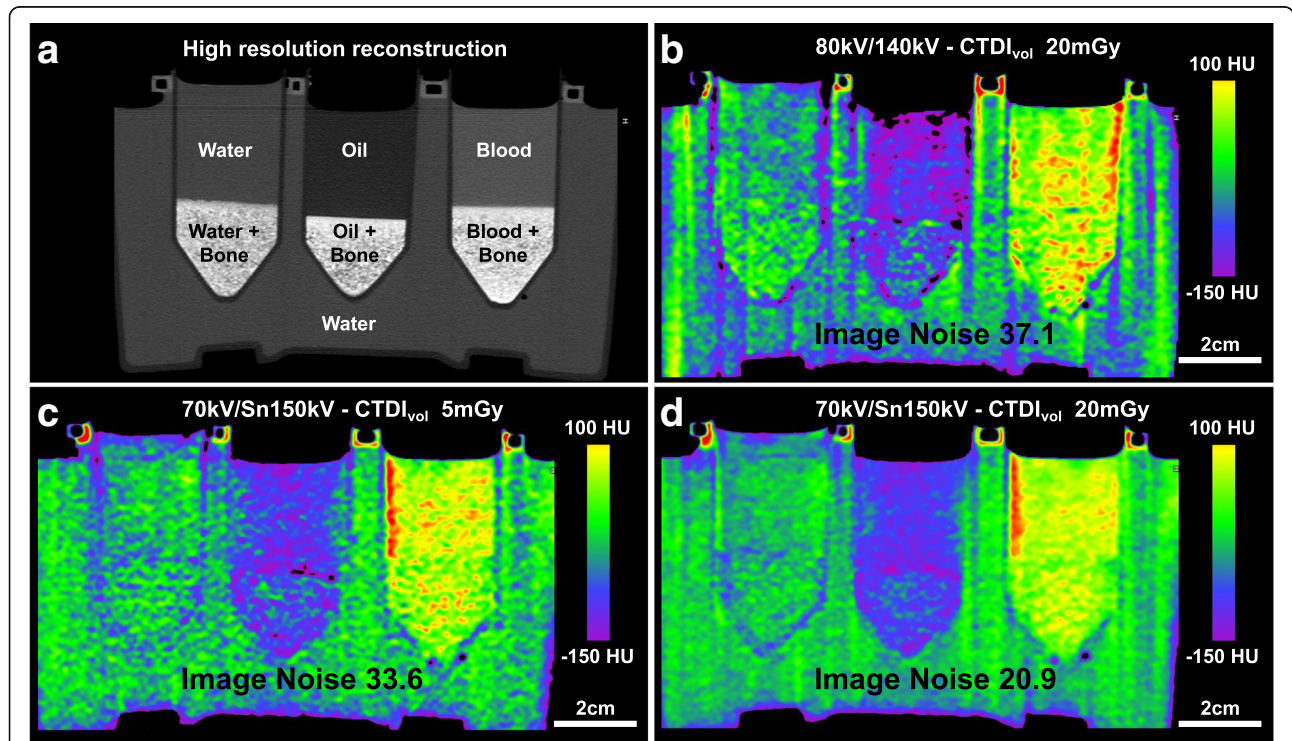 a
High resolution reconstruction
Water
Oil
Blood
Water +
Bone
Oil +
Bone
Blood +
Bone
Water
H
b
80kV/140kV - CTDIvol 20mGy
100 HU
-150 HU
Image Noise 37.1
2cm
H
c
70kV/Sn150kV - CTDIvol 5mGy
100 HU
-150 HU
Image Noise 33.6
2cm
d
70kV/Sn150kV - CTDIvol 20mGy
100 HU
-150 HU
Image Noise 20.9
2cm